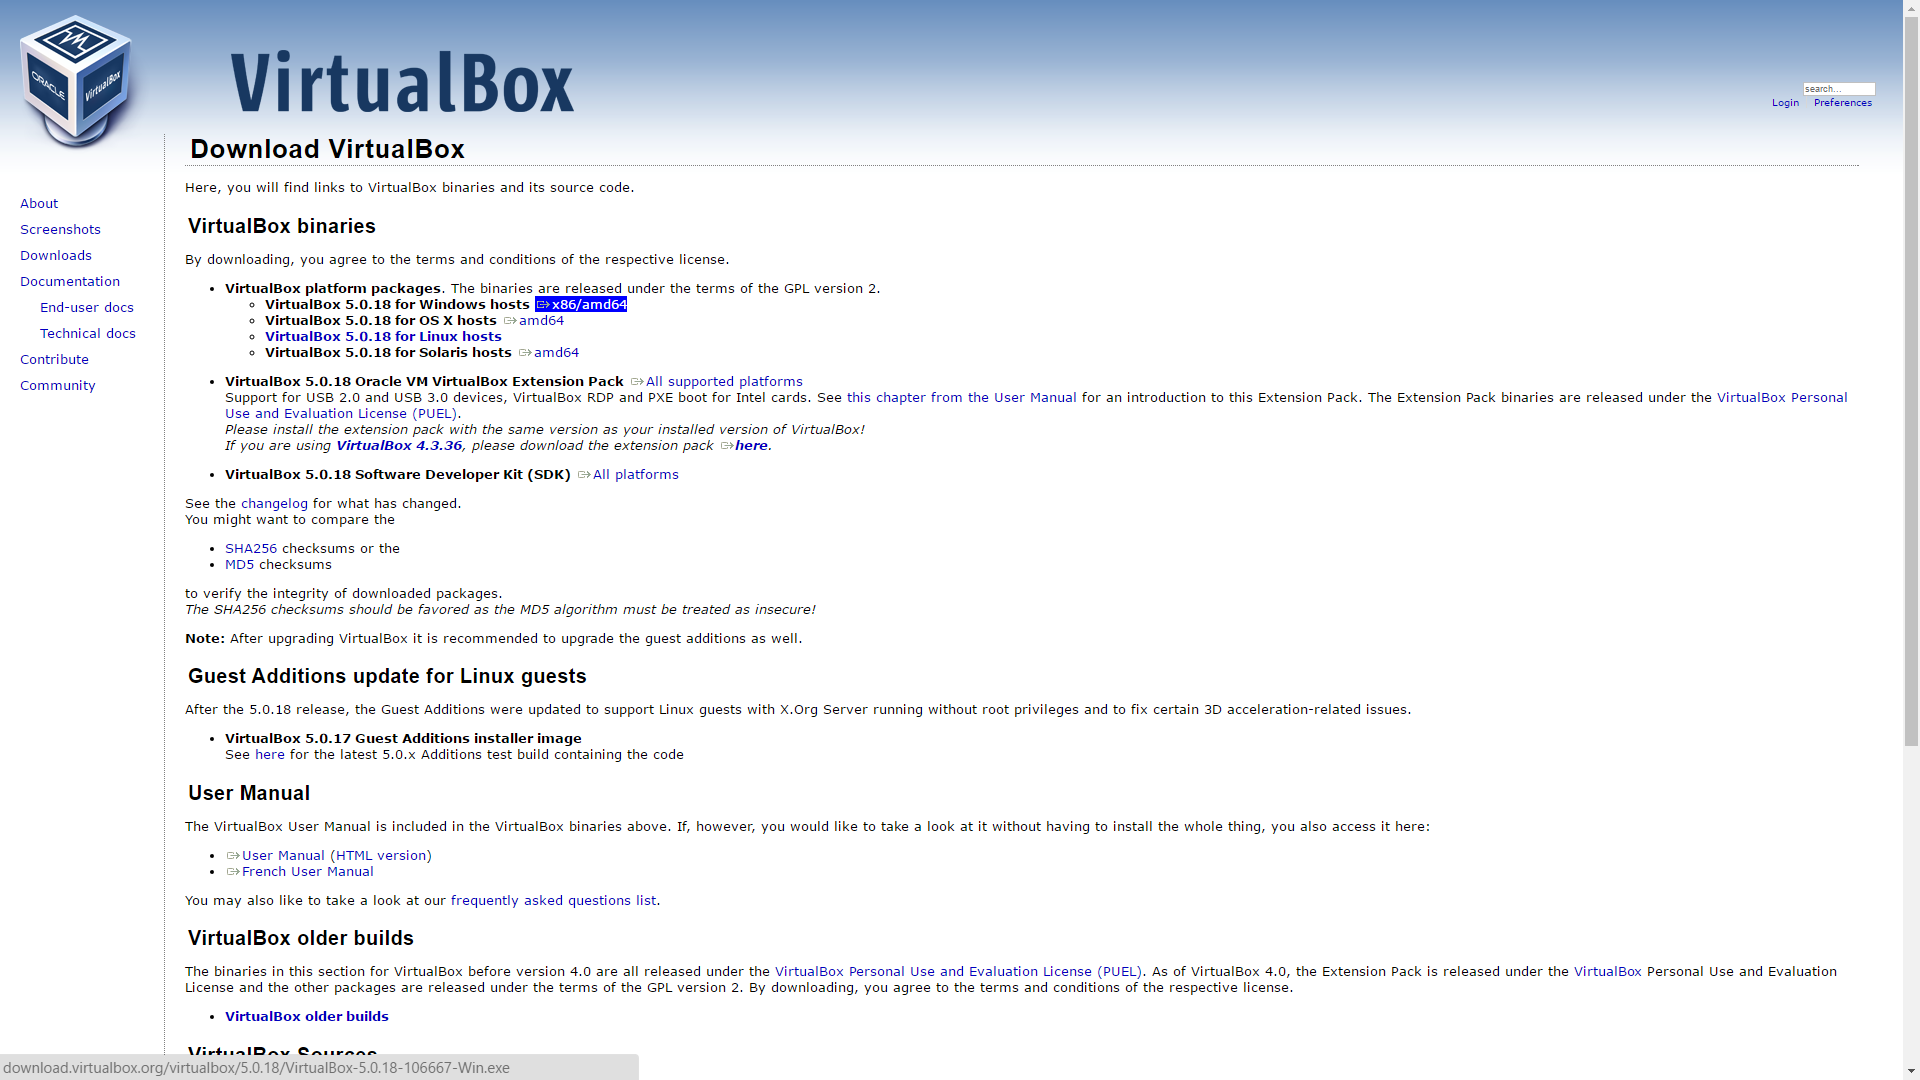 ORACLE
VirtualBox
VirtualBox
search...
Login Preferences
Download VirtualBox
Here, you will find links to VirtualBox binaries and its source code.
About
Screenshots
Downloads
Documentation
End-user docs
Technical docs
Contribute
Community
VirtualBox binaries
By downloading, you agree to the terms and conditions of the respective license.
VirtualBox platform packages. The binaries are released under the terms of the GPL version 2.
VirtualBox 5.0.18 for Windows hosts x86/amd64
VirtualBox 5.0.18 for OS X hosts amd64
VirtualBox 5.0.18 for Linux hosts
VirtualBox 5.0.18 for Solaris hosts amd64
VirtualBox 5.0.18 Oracle VM VirtualBox Extension Pack All supported platforms
Support for USB 2.0 and USB 3.0 devices, VirtualBox RDP and PXE boot for Intel cards. See this chapter from the User Manual for an introduction to this Extension Pack. The Extension Pack binaries are released under the VirtualBox Personal
Use and Evaluation License (PUEL).
Please install the extension pack with the same version as your installed version of VirtualBox!
If you are using VirtualBox 4.3.36, please download the extension pack here.
VirtualBox 5.0.18 Software Developer Kit (SDK) All platforms
See the changelog for what has changed.
You might want to compare the
SHA256 checksums or the
MD5 checksums
to verify the integrity of downloaded packages.
The SHA256 checksums should be favored as the MD5 algorithm must be treated as insecure!
Note: After upgrading VirtualBox it is recommended to upgrade the guest additions as well.
Guest Additions update for Linux guests
After the 5.0.18 release, the Guest Additions were updated to support Linux guests with X.Org Server running without root privileges and to fix certain 3D acceleration-related issues.
VirtualBox 5.0.17 Guest Additions installer image
See here for the latest 5.0.x Additions test build containing the code
User Manual
The VirtualBox User Manual is included in the VirtualBox binaries above. If, however, you would like to take a look at it without having to install the whole thing, you also access it here:
User Manual (HTML version)
French User Manual
You may also like to take a look at our frequently asked questions list.
VirtualBox older builds
The binaries in this section for VirtualBox before version 4.0 are all released under the VirtualBox Personal Use and Evaluation License (PUEL). As of VirtualBox 4.0, the Extension Pack is released under the VirtualBox Personal Use and Evaluation
License and the other packages are released under the terms of the GPL version 2. By downloading, you agree to the terms and conditions of the respective license.
VirtualBox older builds
VirtualBox Sources
download.virtualbox.org/virtualbox/5.0.18/VirtualBox-5.0.18-106667-Win.exe